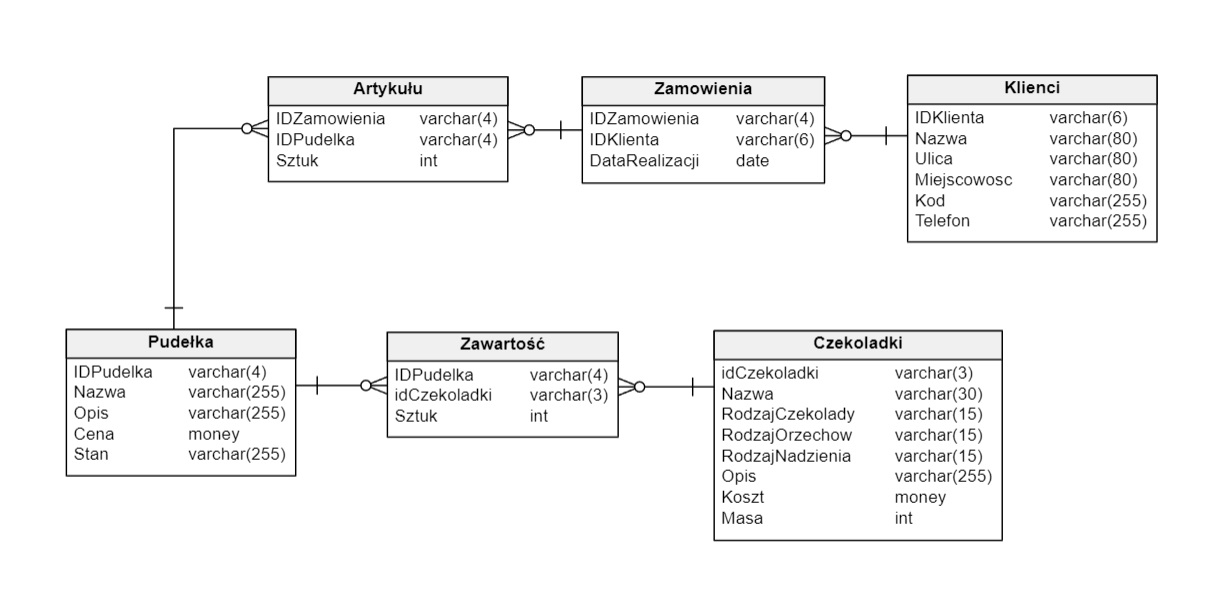 Artykułu
IDZamowienia varchar(4)
IDPudelka varchar(4)
Sztuk int
Zamowienia
IDZamowienia varchar(4)
IDKlienta varchar(6)
DataRealizacji date
Klienci
IDKlienta varchar(6)
Nazwa varchar(80)
Ulica varchar(80)
Miejscowosc varchar(80)
Kod varchar(255)
Telefon varchar(255)
Pudełka
IDPudelka varchar(4)
Nazwa varchar(255)
Opis varchar(255)
Cena money
Stan varchar(255)
Zawartość
IDPudelka varchar(4)
idCzekoladki varchar(3)
Sztuk int
Czekoladki
idCzekoladki varchar(3)
Nazwa varchar(30)
RodzajCzekolady varchar(15)
RodzajOrzechow varchar(15)
RodzajNadzienia varchar(15)
Opis varchar(255)
Koszt money
Masa int